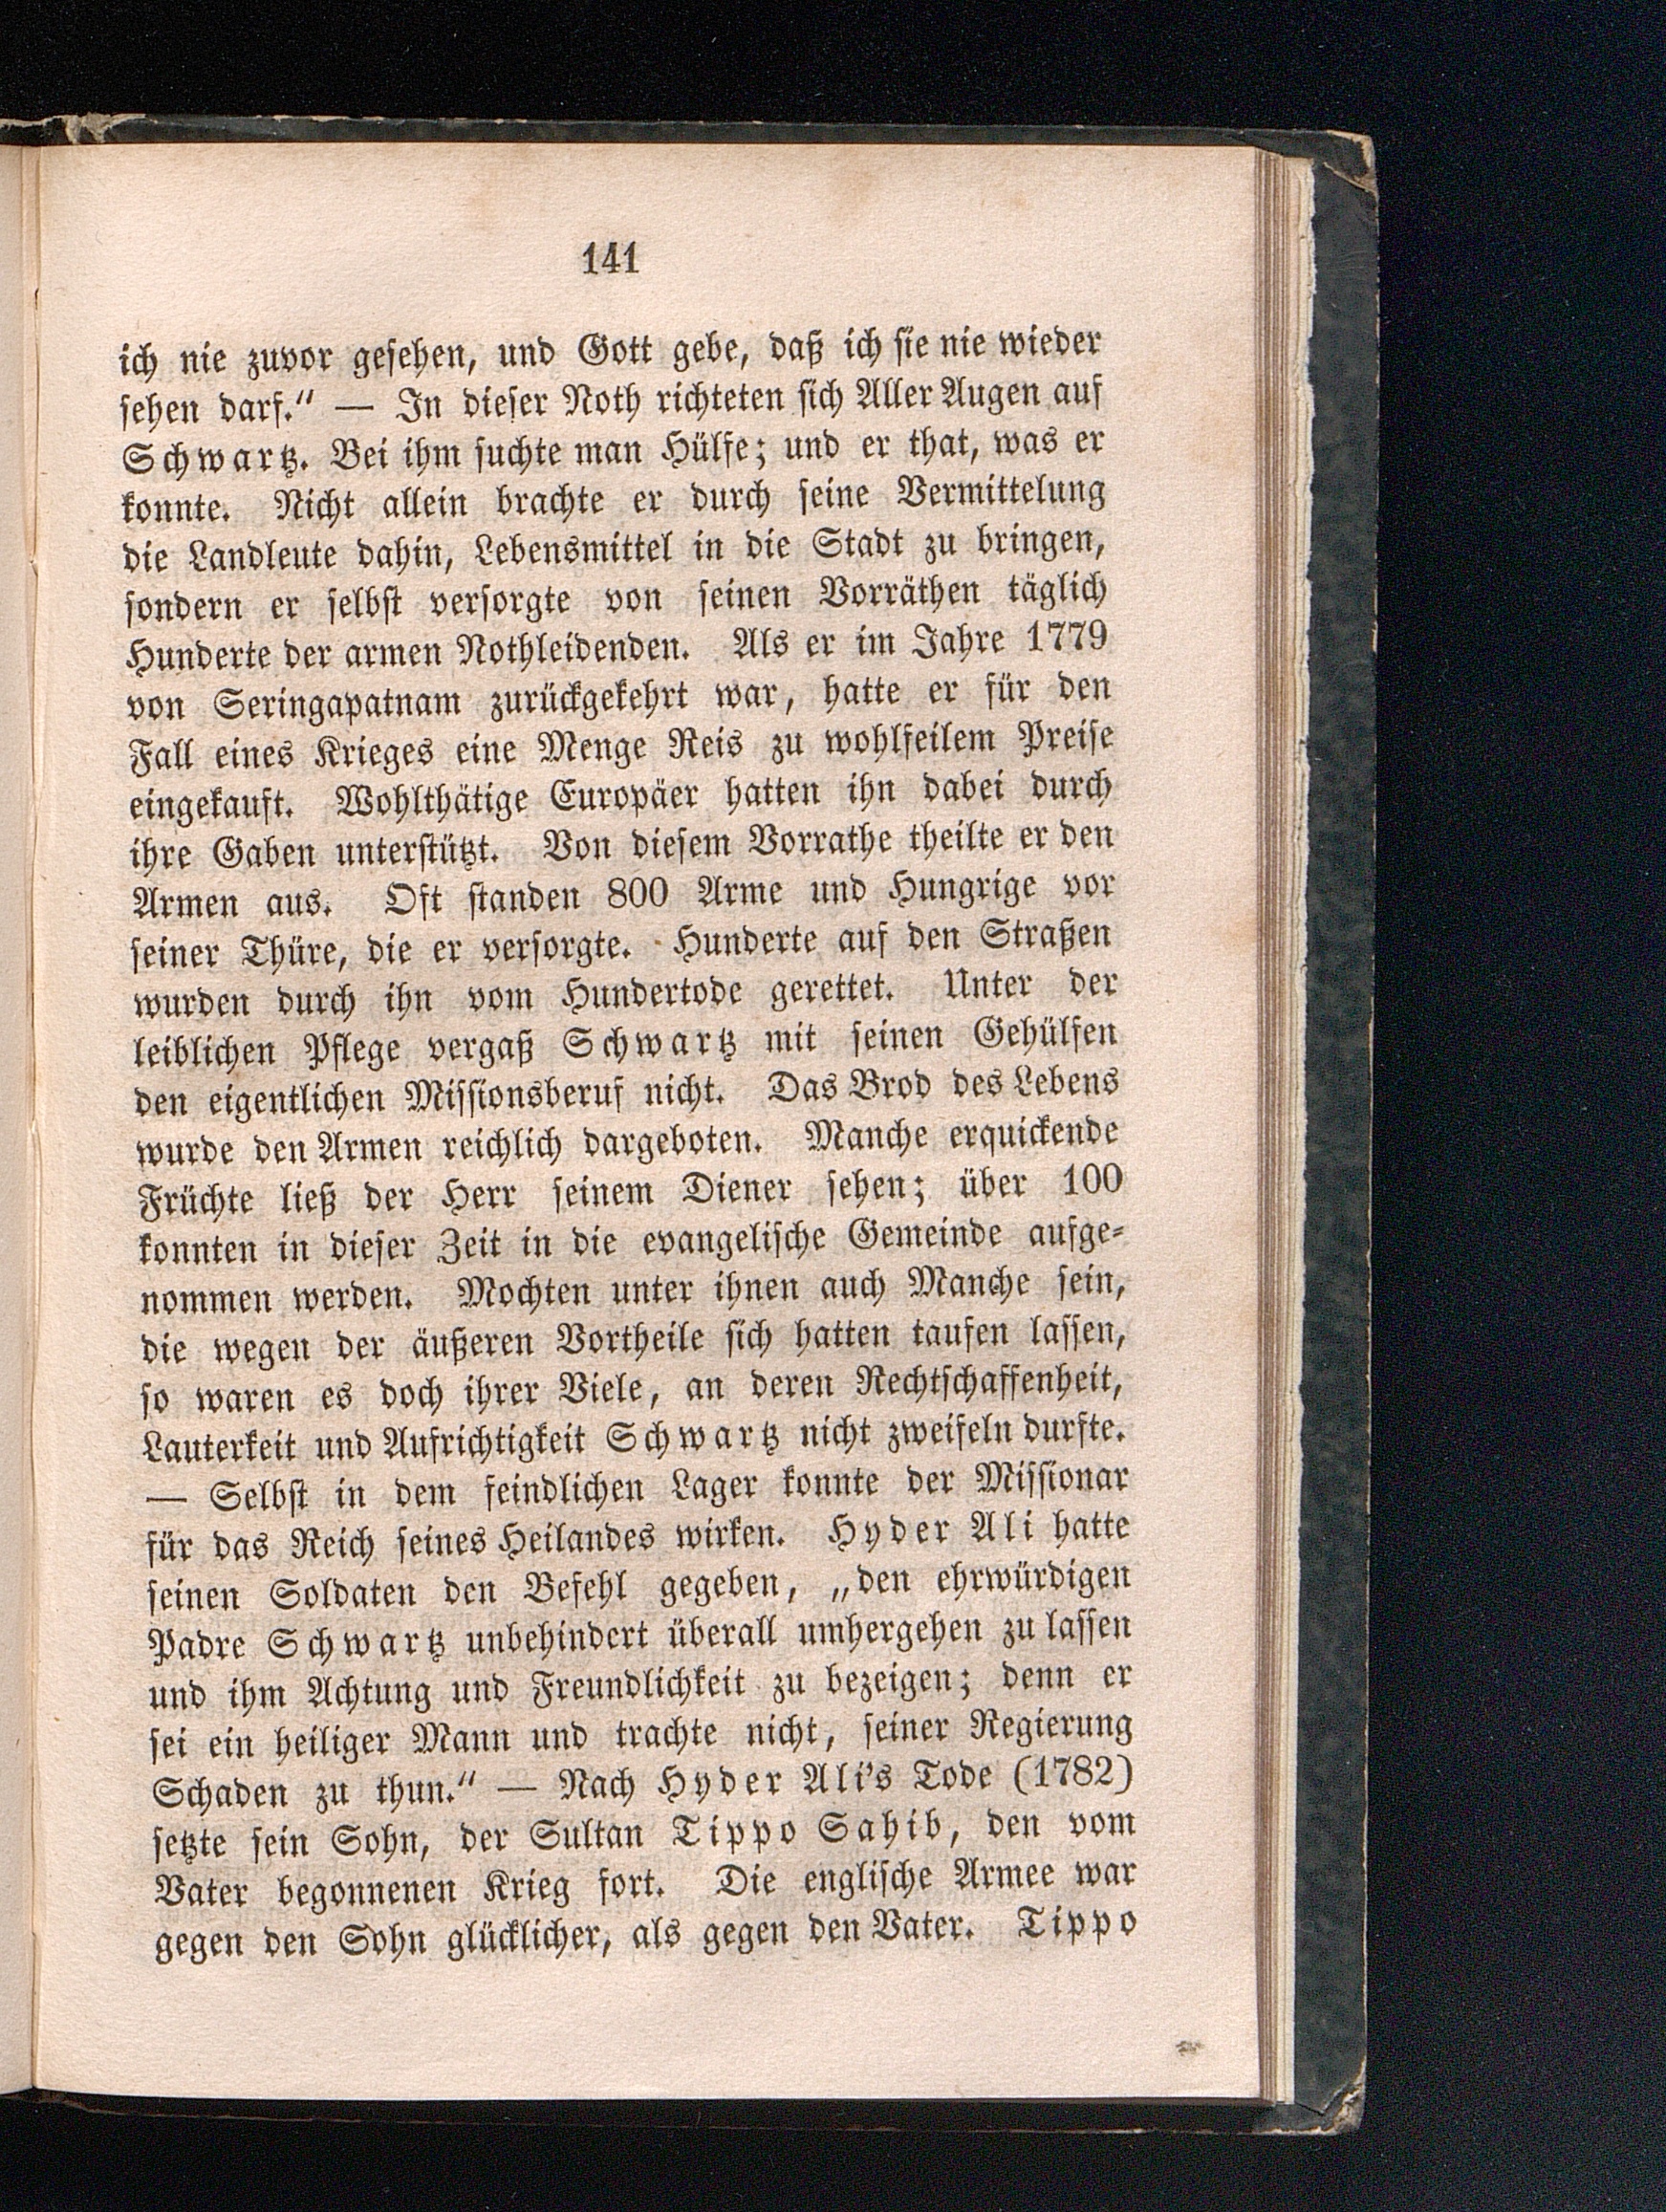 141
ich nie zuvor gesehen, und Gott gebe, daß ich sie nie wieder
sehen darf.“ — In dieser Noth richteten sich Aller Augen auf
Schwartz. Bei ihm suchte man Hülfe; und er that, was er
konnte. Nicht allein brachte er durch seine Vermittelung
die Landleute dahin, Lebensmittel in die Stadt zu bringen,
sondern er selbst versorgte von seinen Vorräthen täglich
Hunderte der armen Nothleidenden. Als er im Jahre 1779
von Seringapatnam zurückgekehrt war, hatte er für den
Fall eines Krieges eine Menge Reis zu wohlfeilem Preise
eingekauft. Wohlthätige Europäer hatten ihn dabei durch
ihre Gaben unterstützt. Von diesem Vorrathe theilte er den
Armen aus. Oft standen 800 Arme und Hungrige vor
seiner Thüre, die er versorgte. Hunderte auf den Straßen
wurden durch ihn vom Hundertode gerettet. Unter der
leiblichen Pflege vergaß Schwartz mit seinen Gehülfen
den eigentlichen Missionsberuf nicht. Das Brod des Lebens
wurde den Armen reichlich dargeboten. Manche erquickende
Früchte ließ der Herr seinem Diener sehen; über 100
konnten in dieser Zeit in die evangelische Gemeinde aufge-
nommen werden. Mochten unter ihnen auch Manche sein,
die wegen der äußeren Vortheile sich hatten taufen lassen,
so waren es doch ihrer Viele, an deren Rechtschaffenheit,
Lauterkeit und Aufrichtigkeit Schwartz nicht zweifeln durfte.
— Selbst in dem feindlichen Lager konnte der Missionar
für das Reich seines Heilandes wirken. Hyder Ali hatte
seinen Soldaten den Befehl gegeben, „den ehrwürdigen
Padre Schwartz unbehindert überall umhergehen zu lassen
und ihm Achtung und Freundlichkeit zu bezeigen; denn er
sei ein heiliger Mann und trachte nicht, seiner Regierung
Schaden zu thun.“ — Nach Hyder Ali's Tode (1782)
setzte sein Sohn, der Sultan Tippo Sahib, den vom
Vater begonnenen Krieg fort. Die englische Armee war
gegen den Sohn glücklicher, als gegen den Vater. Tippo